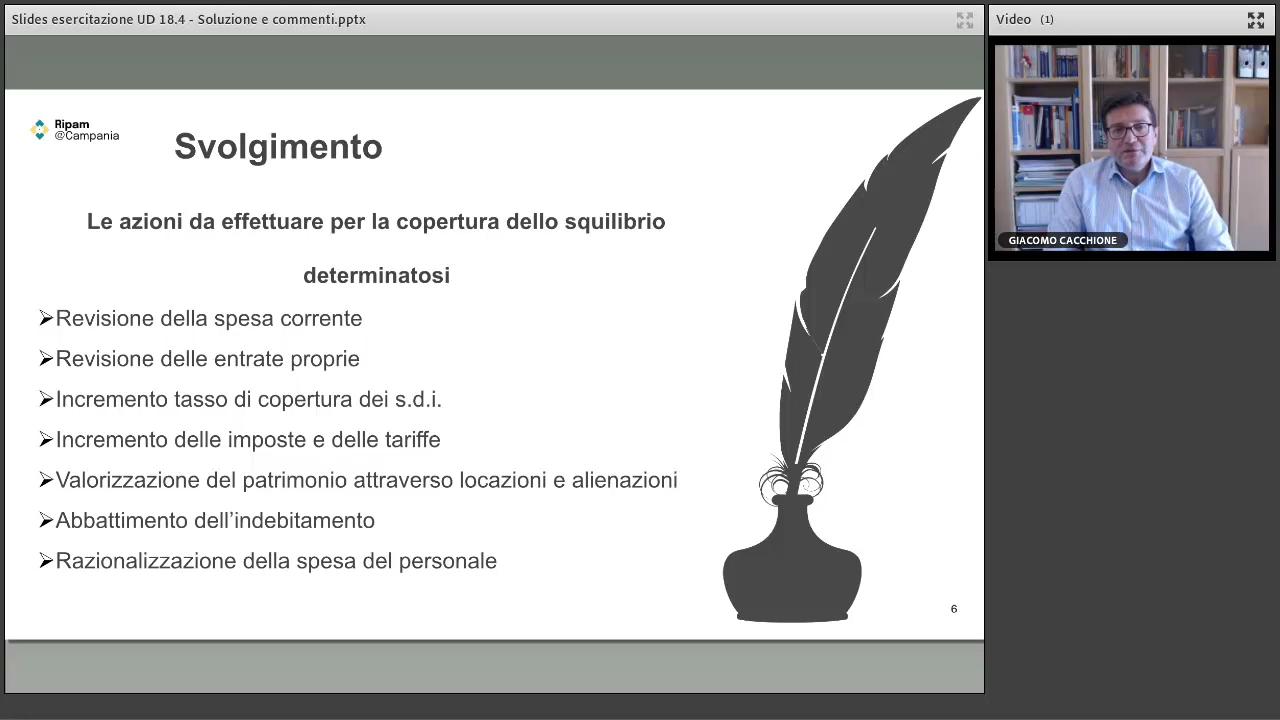 Slides esercitazione UD 18.4 - Soluzione e commenti.pptx
Video (1)
Ripam
@Campania
Svolgimento
Le azioni da effettuare per la copertura dello squilibrio
determinatosi
➢Revisione della spesa corrente
➢Revisione delle entrate proprie
➢Incremento tasso di copertura dei s.d.i.
➢Incremento delle imposte e delle tariffe
➢Valorizzazione del patrimonio attraverso locazioni e alienazioni
➢Abbattimento dell’indebitamento
➢Razionalizzazione della spesa del personale
6
GIACOMO CACCHIONE